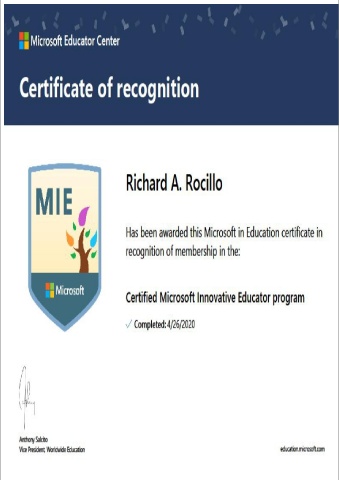 Microsoft Educator Center
Certificate of recognition
MIE
Microsoft
Richard A. Rocillo
Has been awarded this Microsoft in Education certificate in
recognition of membership in the:
Certified Microsoft Innovative Educator program
✓ Completed: 4/26/2020
Anthony Salcito
Vice President, Worldwide Education
education.microsoft.com